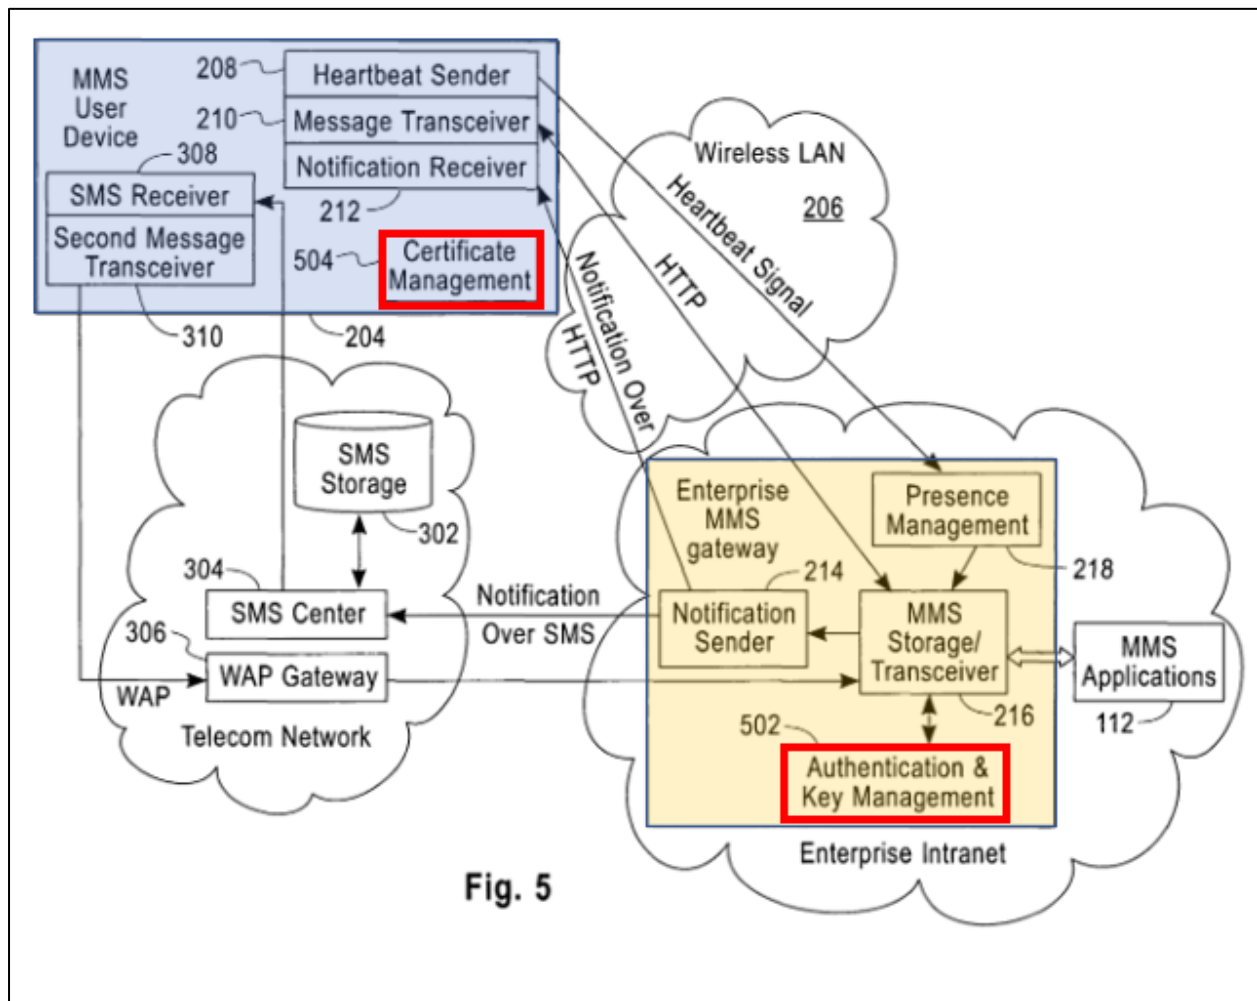 MMS
User
Device
208
Heartbeat Sender
210
Message Transceiver
Notification Receiver
212
308
SMS Receiver
Second Message
Transceiver
310
504
Certificate
Management
204
Wireless LAN
206
Heartbeat Signal
HTTP
Notification Over
HTTP
SMS
Storage
302
304
SMS Center
306
WAP Gateway
WAP
Telecom Network
Notification
Over SMS
Enterprise
MMS
gateway
Presence
Management
218
214
Notification
Sender
MMS
Storage/
Transceiver
216
MMS
Applications
112
502
Authentication &
Key Management
Enterprise Intranet
Fig. 5